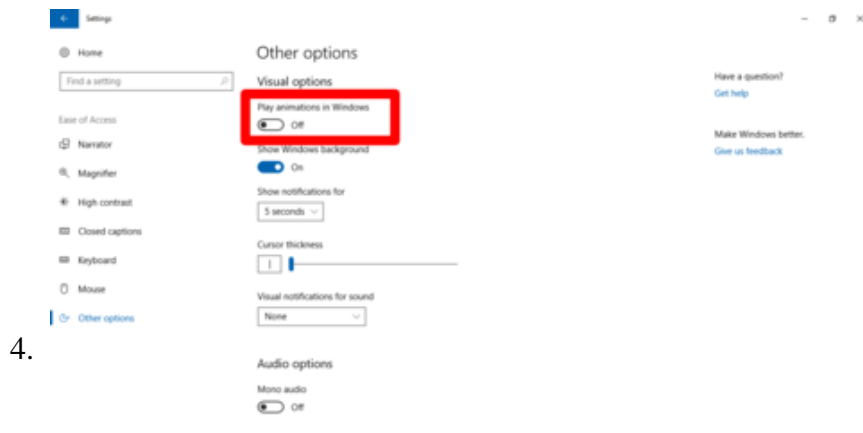 Settings
Home
Other options
Find a setting
Visual options
Have a question?
Get help
Play animations in Windows
Off
Ease of Access
Make Windows better.
Give us feedback
Narrator
Show Windows background
On
Magnifier
Show notifications for
High contrast
5 seconds
Closed captions
Cursor thickness
Keyboard
Mouse
Visual notifications for sound
Other options
None
4.
Audio options
Mono audio
Off